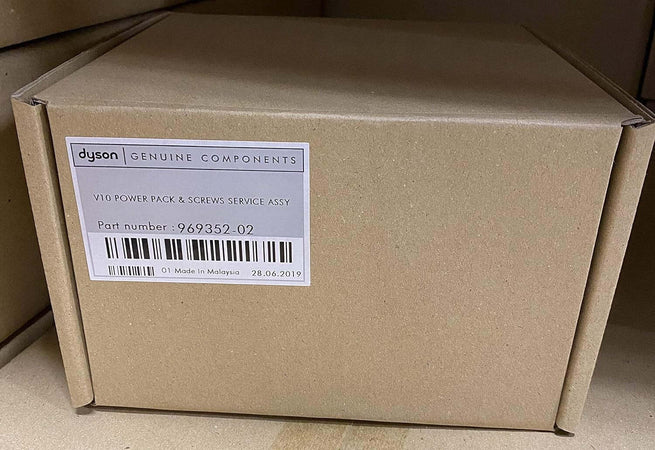 dyson GENUINE COMPONENTS
V10 POWER PACK & SCREWS SERVICE ASSY
Part number : 969352-02
01 Made In Malaysia 28.06.2019